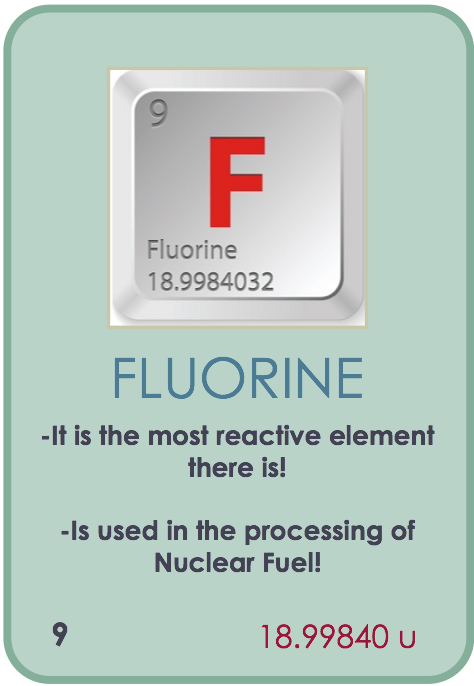 9
F
Fluorine
18.9984032
FLUORINE
-It is the most reactive element
there is!
-Is used in the processing of
Nuclear Fuel!
9 18.99840 u